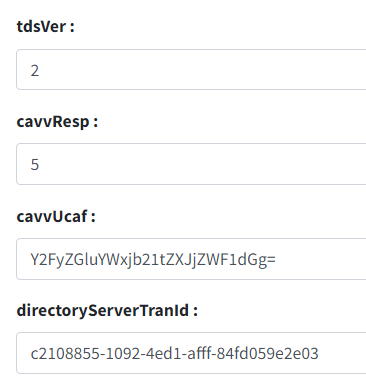 tdsVer :
2
cavvResp :
5
cavvUcaf :
Y2FyZGluYWxjb21tZXJjZWF1dGg=
directoryServerTranId :
c2108855-1092-4ed1-afff-84fd059e2e03